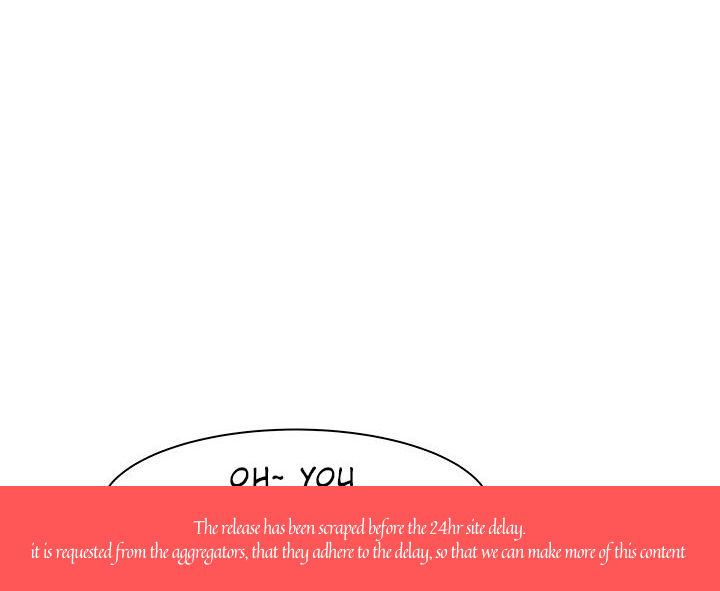 OH~ YOU
The release has been scraped before the 24hr site delay.
it is requested from the aggregators, that they adhere to the delay, so that we can make more of this content